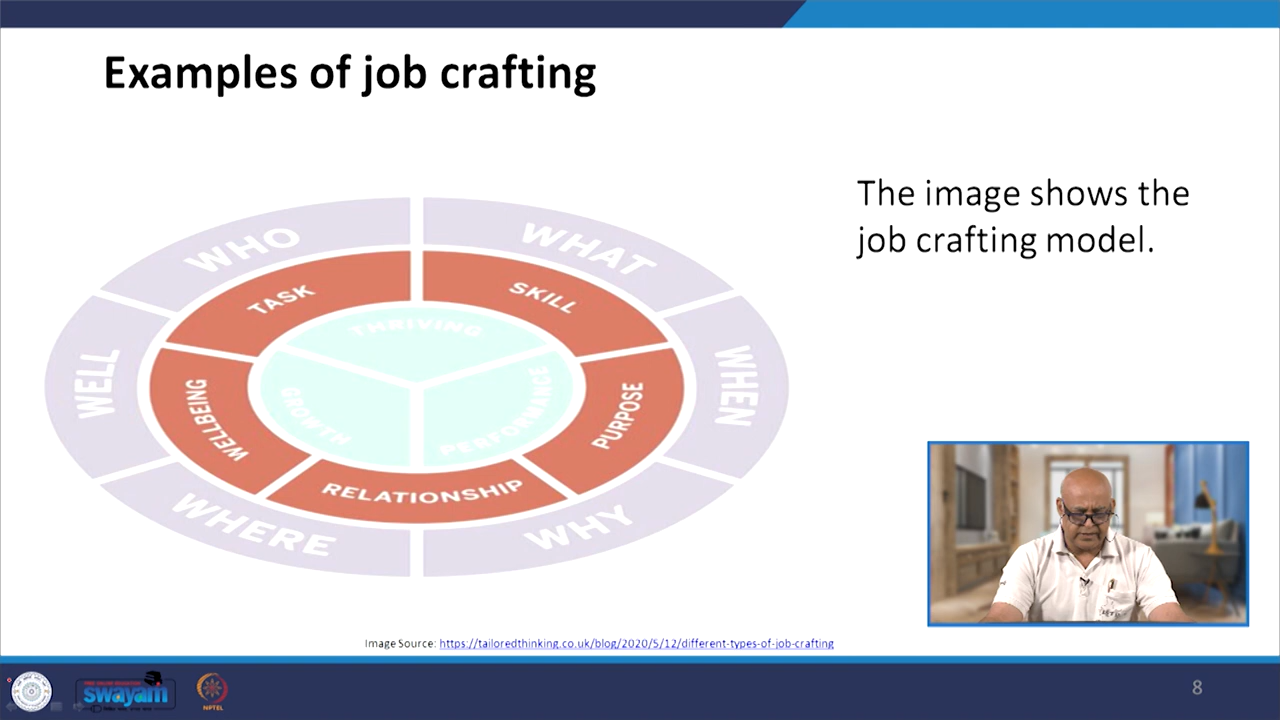 Examples of job crafting
The image shows the
job crafting model.
WHO
WHAT
TASK
SKILL
THRIVING
WELL
WHEN
WELLBEING
GROWTH
PERFORMANCE
PURPOSE
RELATIONSHIP
WHERE
WHY
Image Source: https://tailoredthinking.co.uk/blog/2020/5/12/different-types-of-job-crafting
swayam
NPTEL
8